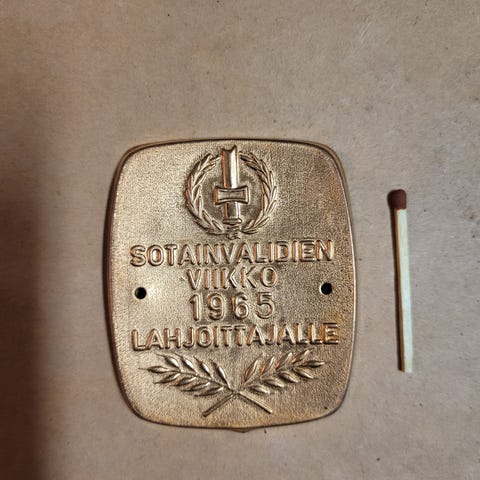 SOTAINVALIDIEN
VIIKKO
1965
LAHJOITTAJALLE